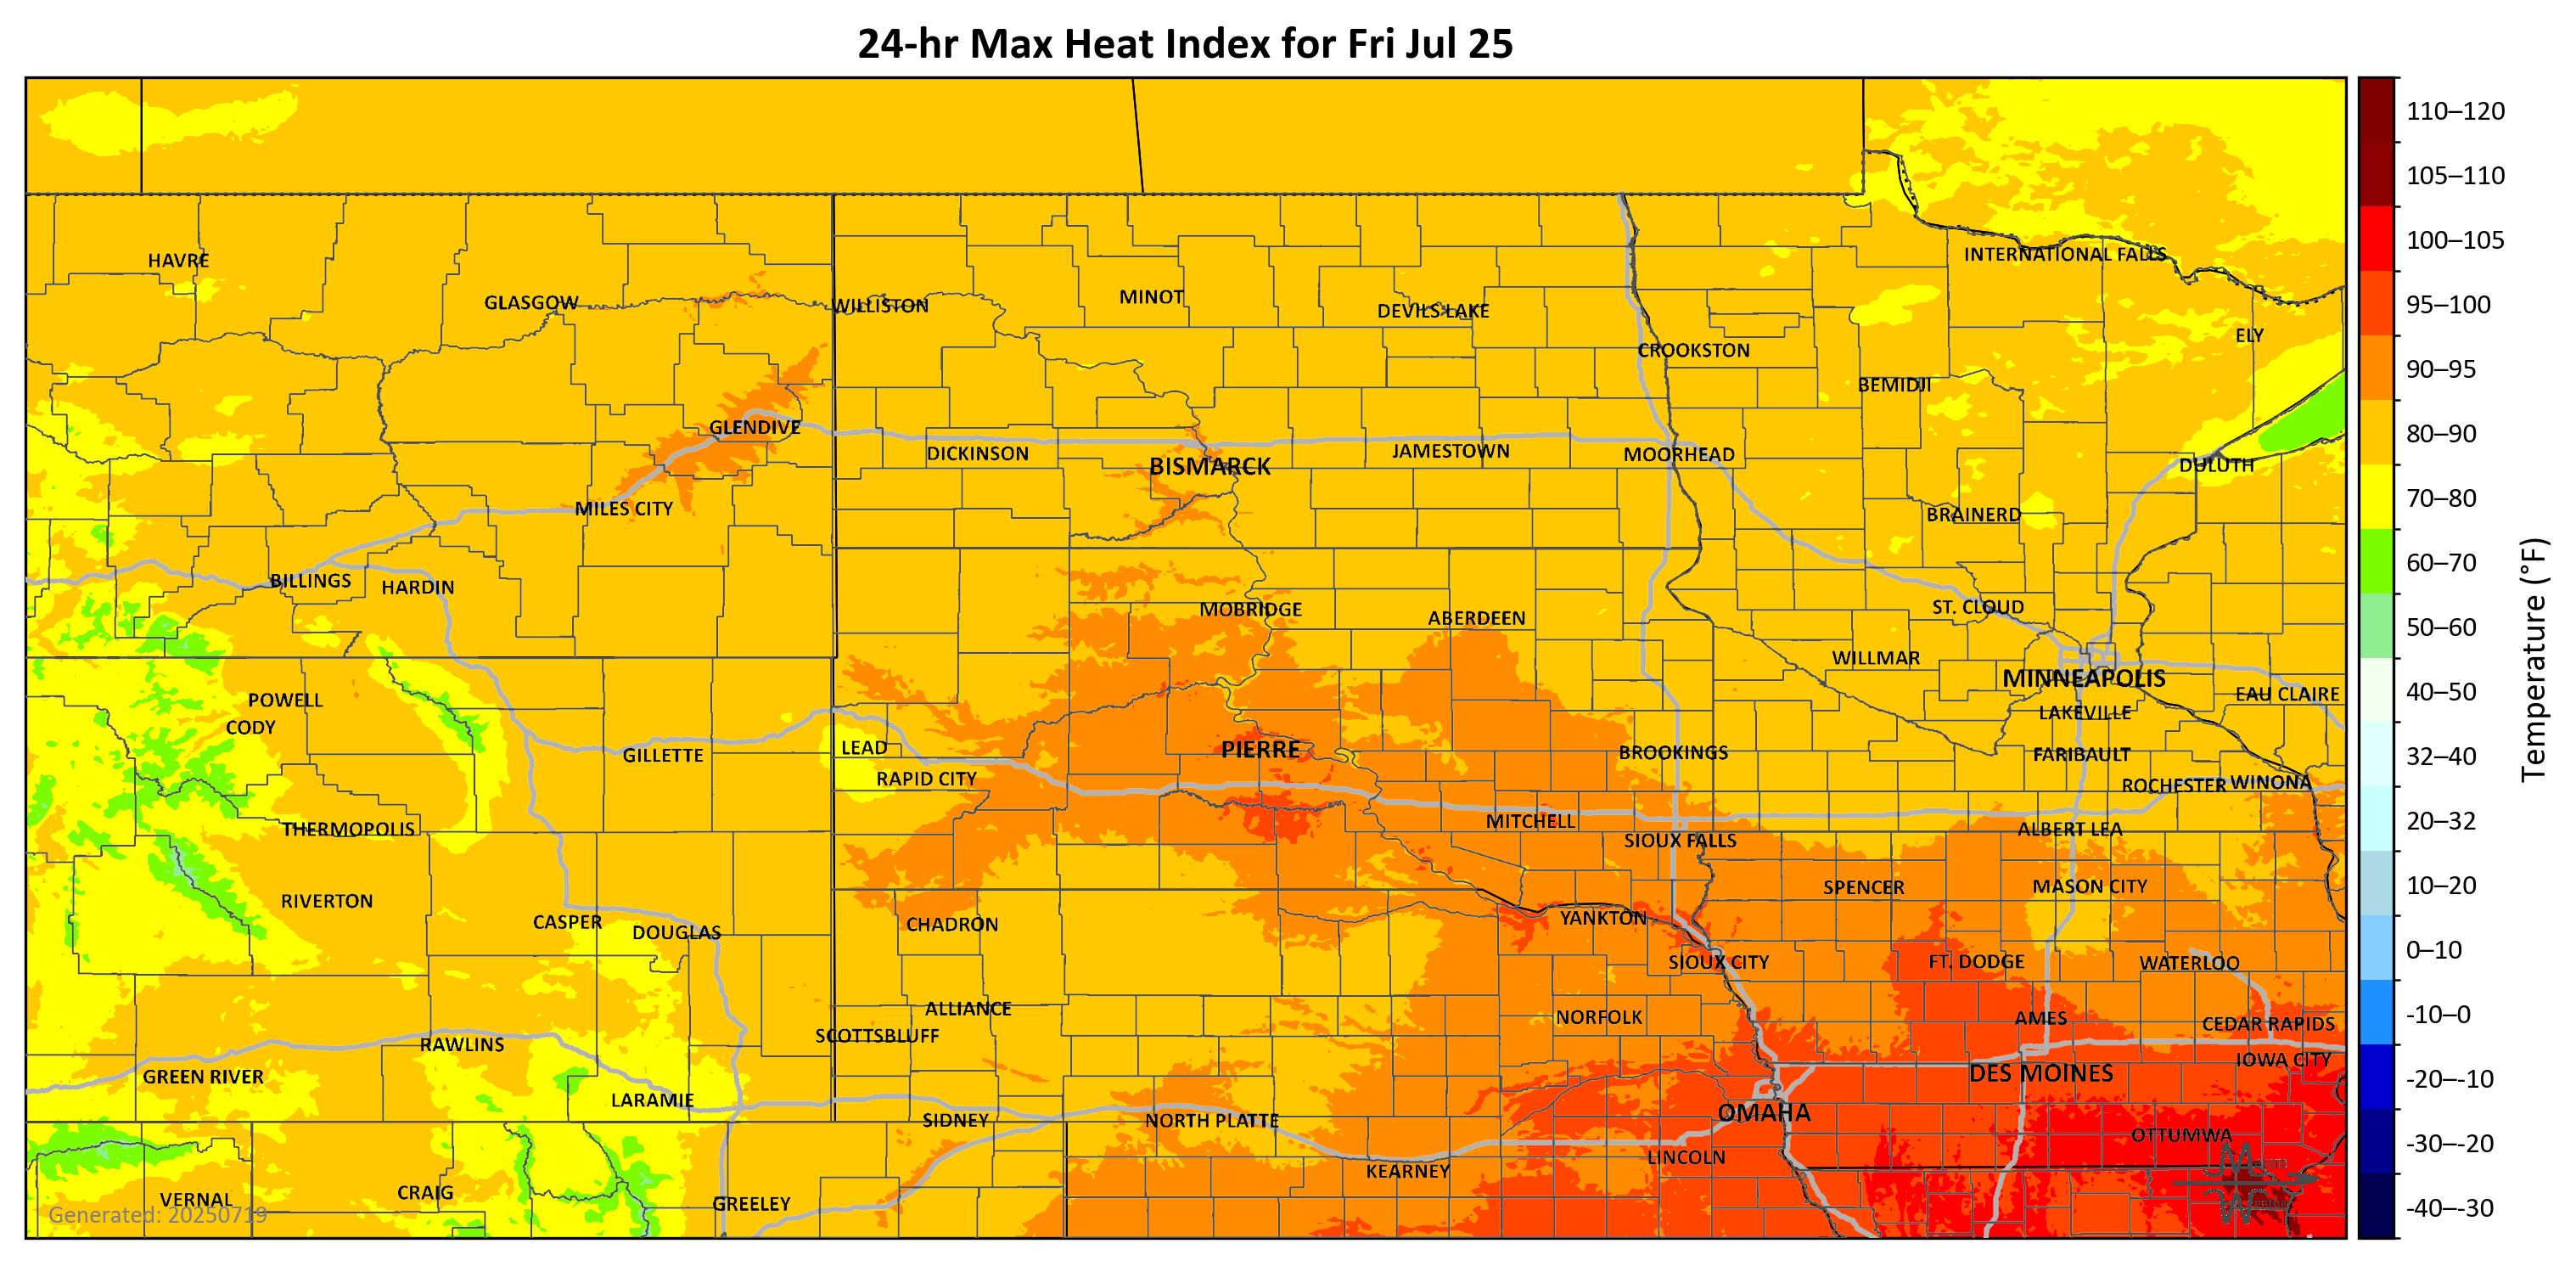 24-hr Max Heat Index for Fri Jul 25
110–120
105–110
HAVRE
INTERNATIONAL FALLS
100–105
GLASGOW
WILLISTON
MINOT
DEVILS LAKE
95–100
ELY
CROOKSTON
90–95
BEMIDJI
GLENDIVE
80–90
DICKINSON
BISMARCK
JAMESTOWN
MOORHEAD
DULUTH
MILES CITY
BRAINERD
70–80
BILLINGS
HARDIN
60–70
MOBRIDGE
ABERDEEN
ST. CLOUD
50–60
WILLMAR
MINNEAPOLIS
Temperature (°F)
POWELL
EAU CLAIRE
40–50
CODY
LAKEVILLE
GILLETTE
LEAD
PIERRE
BROOKINGS
FARIBAULT
32–40
RAPID CITY
ROCHESTER
WINONA
THERMOPOLIS
MITCHELL
ALBERT LEA
20–32
SIOUX FALLS
RIVERTON
SPENCER
MASON CITY
10–20
CASPER
DOUGLAS
CHADRON
YANKTON
SIOUX CITY
FT. DODGE
WATERLOO
0–10
ALLIANCE
NORFOLK
AMES
CEDAR RAPIDS
-10–0
RAWLINS
SCOTTSBLUFF
IOWA CITY
GREEN RIVER
DES MOINES
-20–-10
LARAMIE
SIDNEY
NORTH PLATTE
OMAHA
OTTUMWA
-30–-20
KEARNEY
LINCOLN
VERNAL
CRAIG
GREELEY
-40–-30
Generated: 20250719